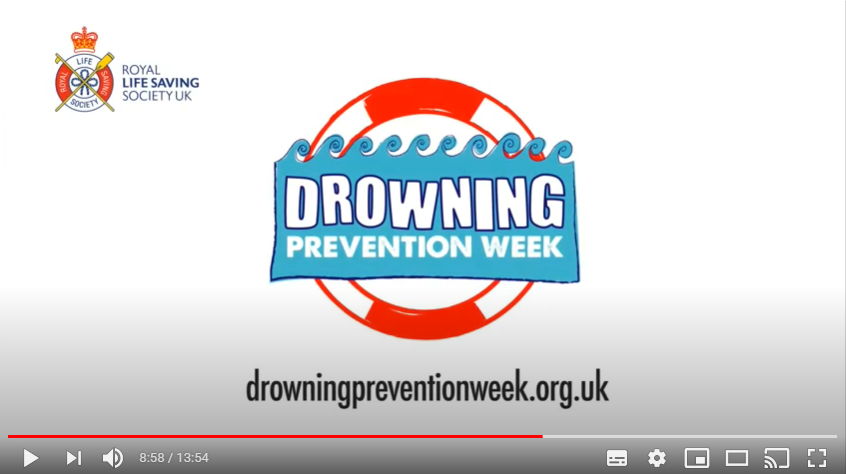 ROYAL
LIFE SAVING
SOCIETY UK
LIFE
ROYAL
SAVING
SOCIETY
DROWNING
PREVENTION WEEK
drowningpreventionweek.org.uk
8:58 / 13:54